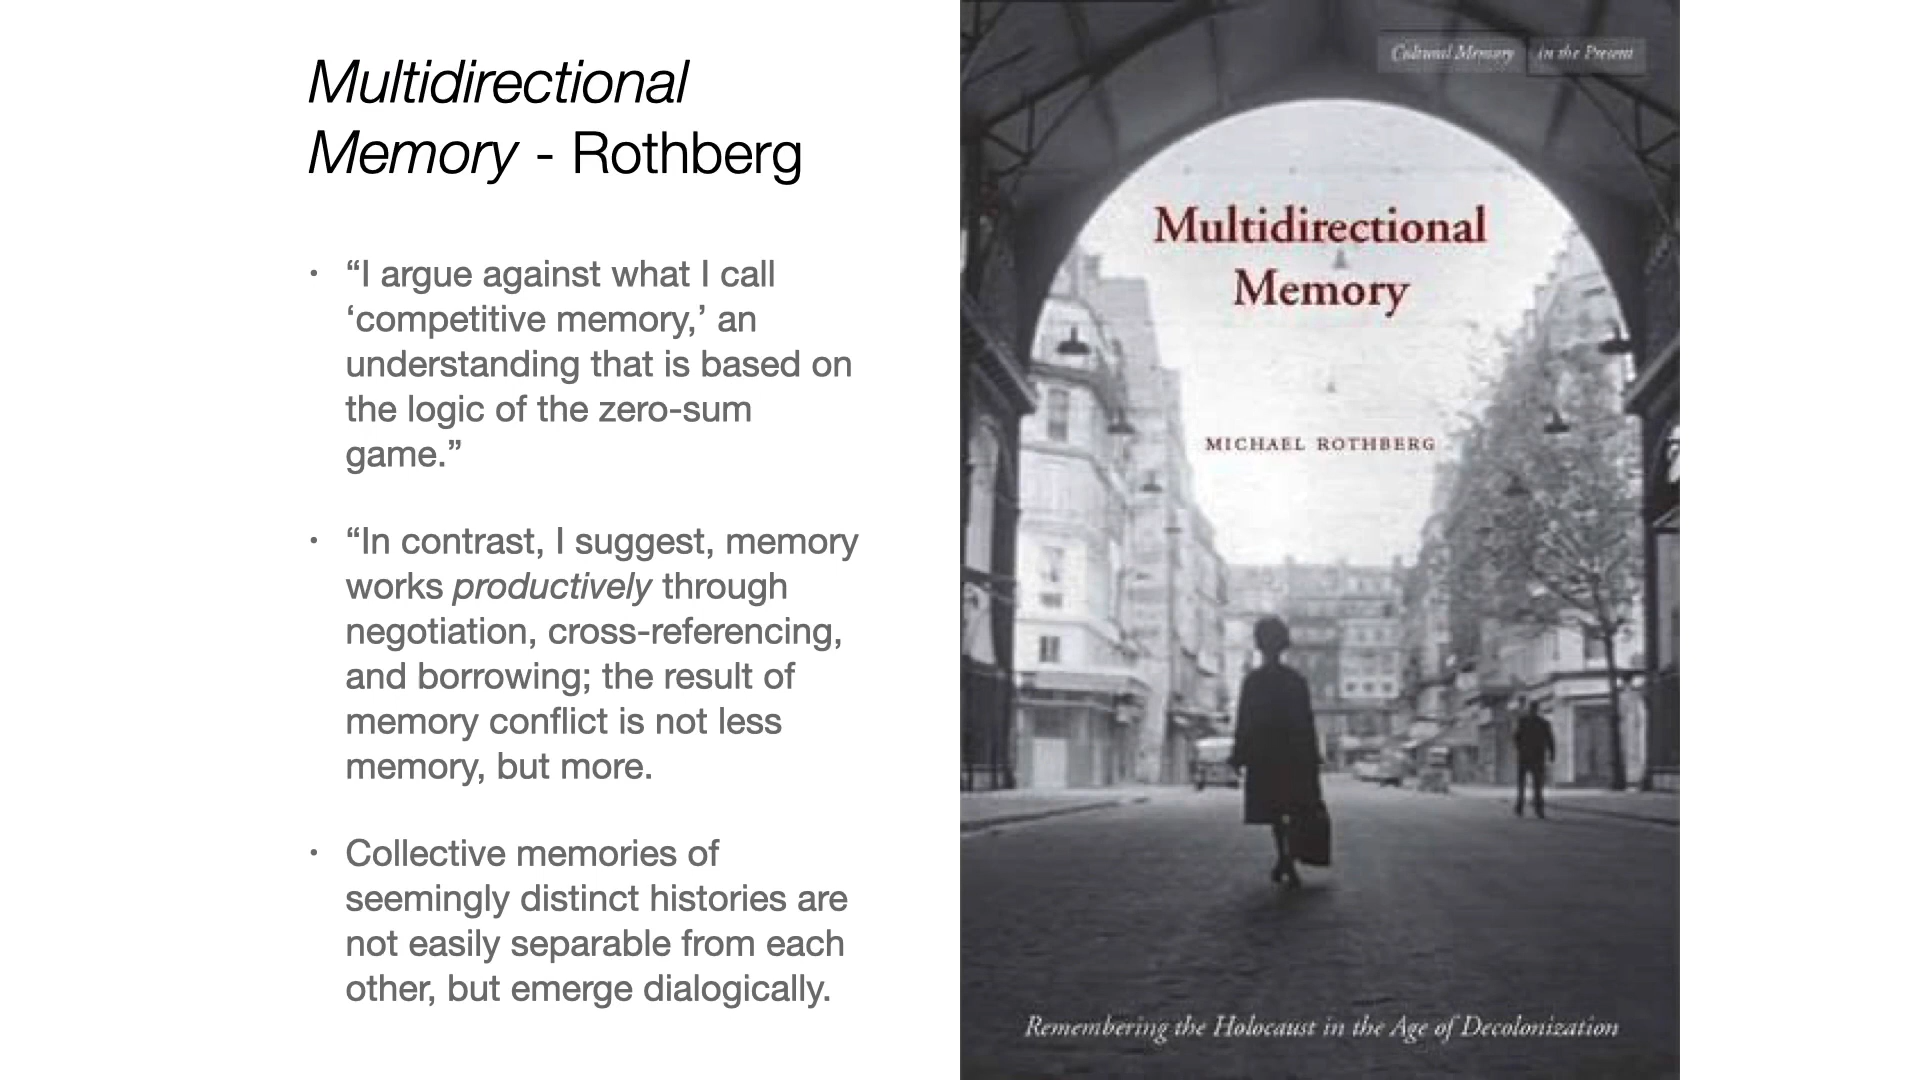 Multidirectional
Memory - Rothberg
• “I argue against what I call
‘competitive memory,’ an
understanding that is based on
the logic of the zero-sum
game.”
• “In contrast, I suggest, memory
works productively through
negotiation, cross-referencing,
and borrowing; the result of
memory conflict is not less
memory, but more.
• Collective memories of
seemingly distinct histories are
not easily separable from each
other, but emerge dialogically.
Cultural Memory in the Present
Multidirectional
Memory
MICHAEL ROTHBERG
Remembering the Holocaust in the Age of Decolonization